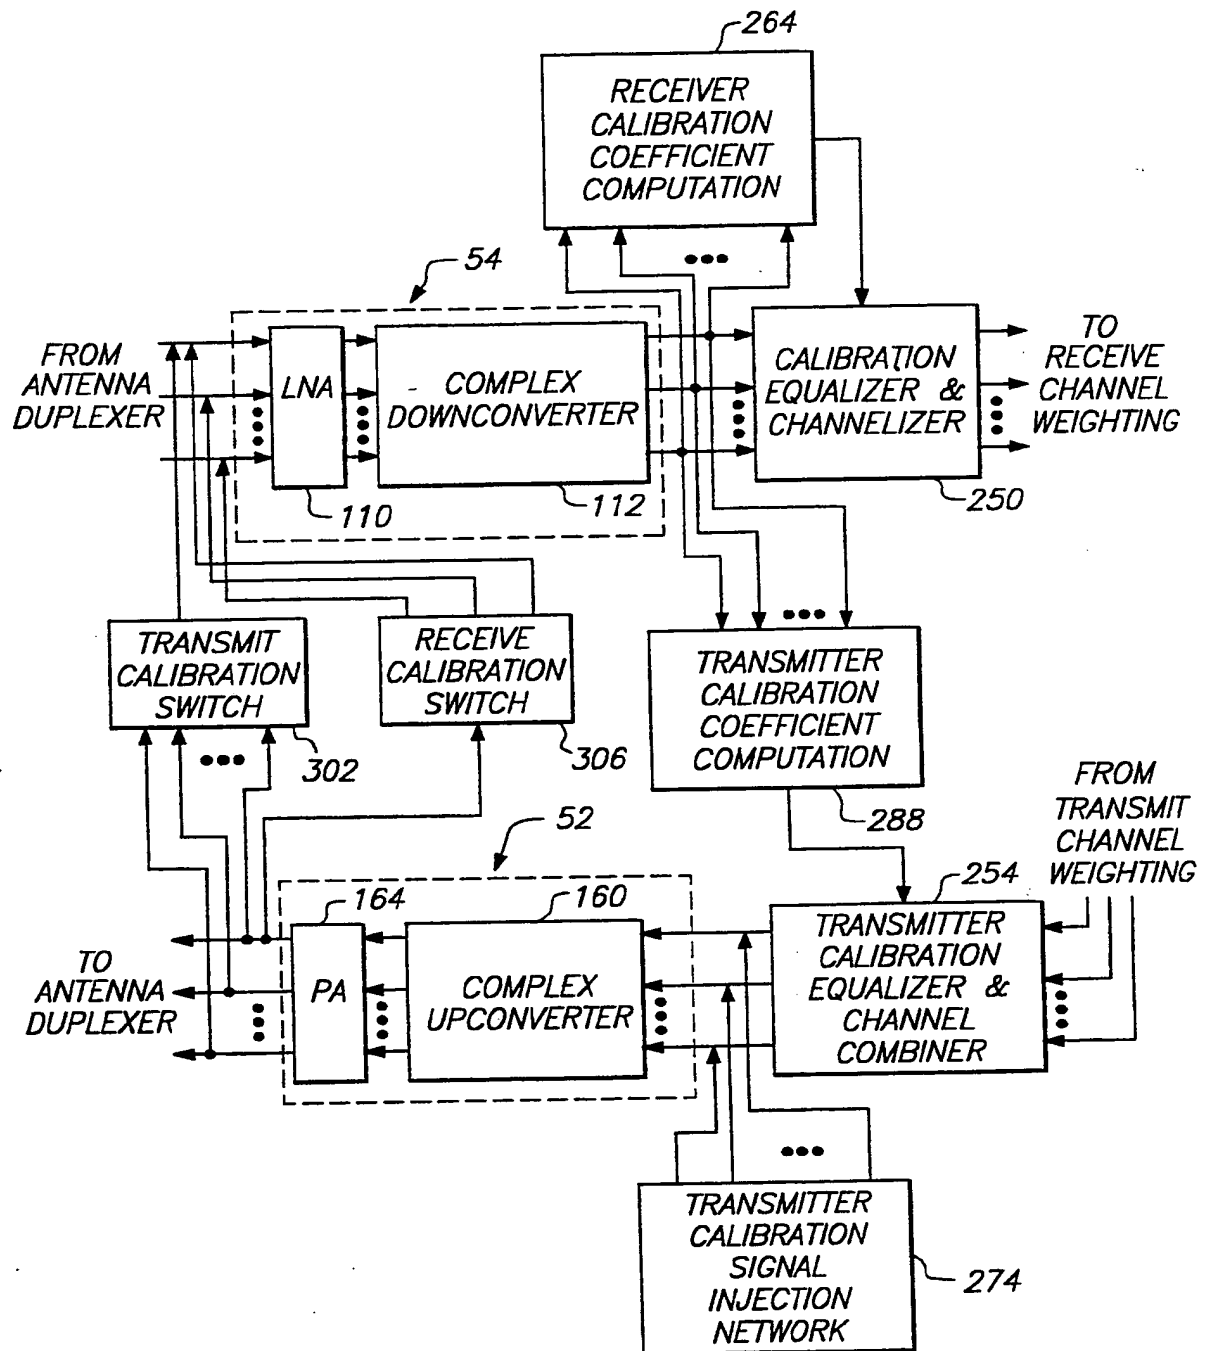 264
RECEIVER
CALIBRATION
COEFFICIENT
COMPUTATION
54
FROM
ANTENNA
DUPLEXER
LNA
COMPLEX
DOWNCONVERTER
CALIBRATION
EQUALIZER &
CHANNELIZER
TO
RECEIVE
CHANNEL
WEIGHTING
110
112
250
TRANSMIT
CALIBRATION
SWITCH
302
RECEIVE
CALIBRATION
SWITCH
306
TRANSMITTER
CALIBRATION
COEFFICIENT
COMPUTATION
288
FROM
TRANSMIT
CHANNEL
WEIGHTING
52
164
160
254
TO
ANTENNA
DUPLEXER
PA
COMPLEX
UPCONVERTER
TRANSMITTER
CALIBRATION
EQUALIZER &
CHANNEL
COMBINER
TRANSMITTER
CALIBRATION
SIGNAL
INJECTION
NETWORK
274